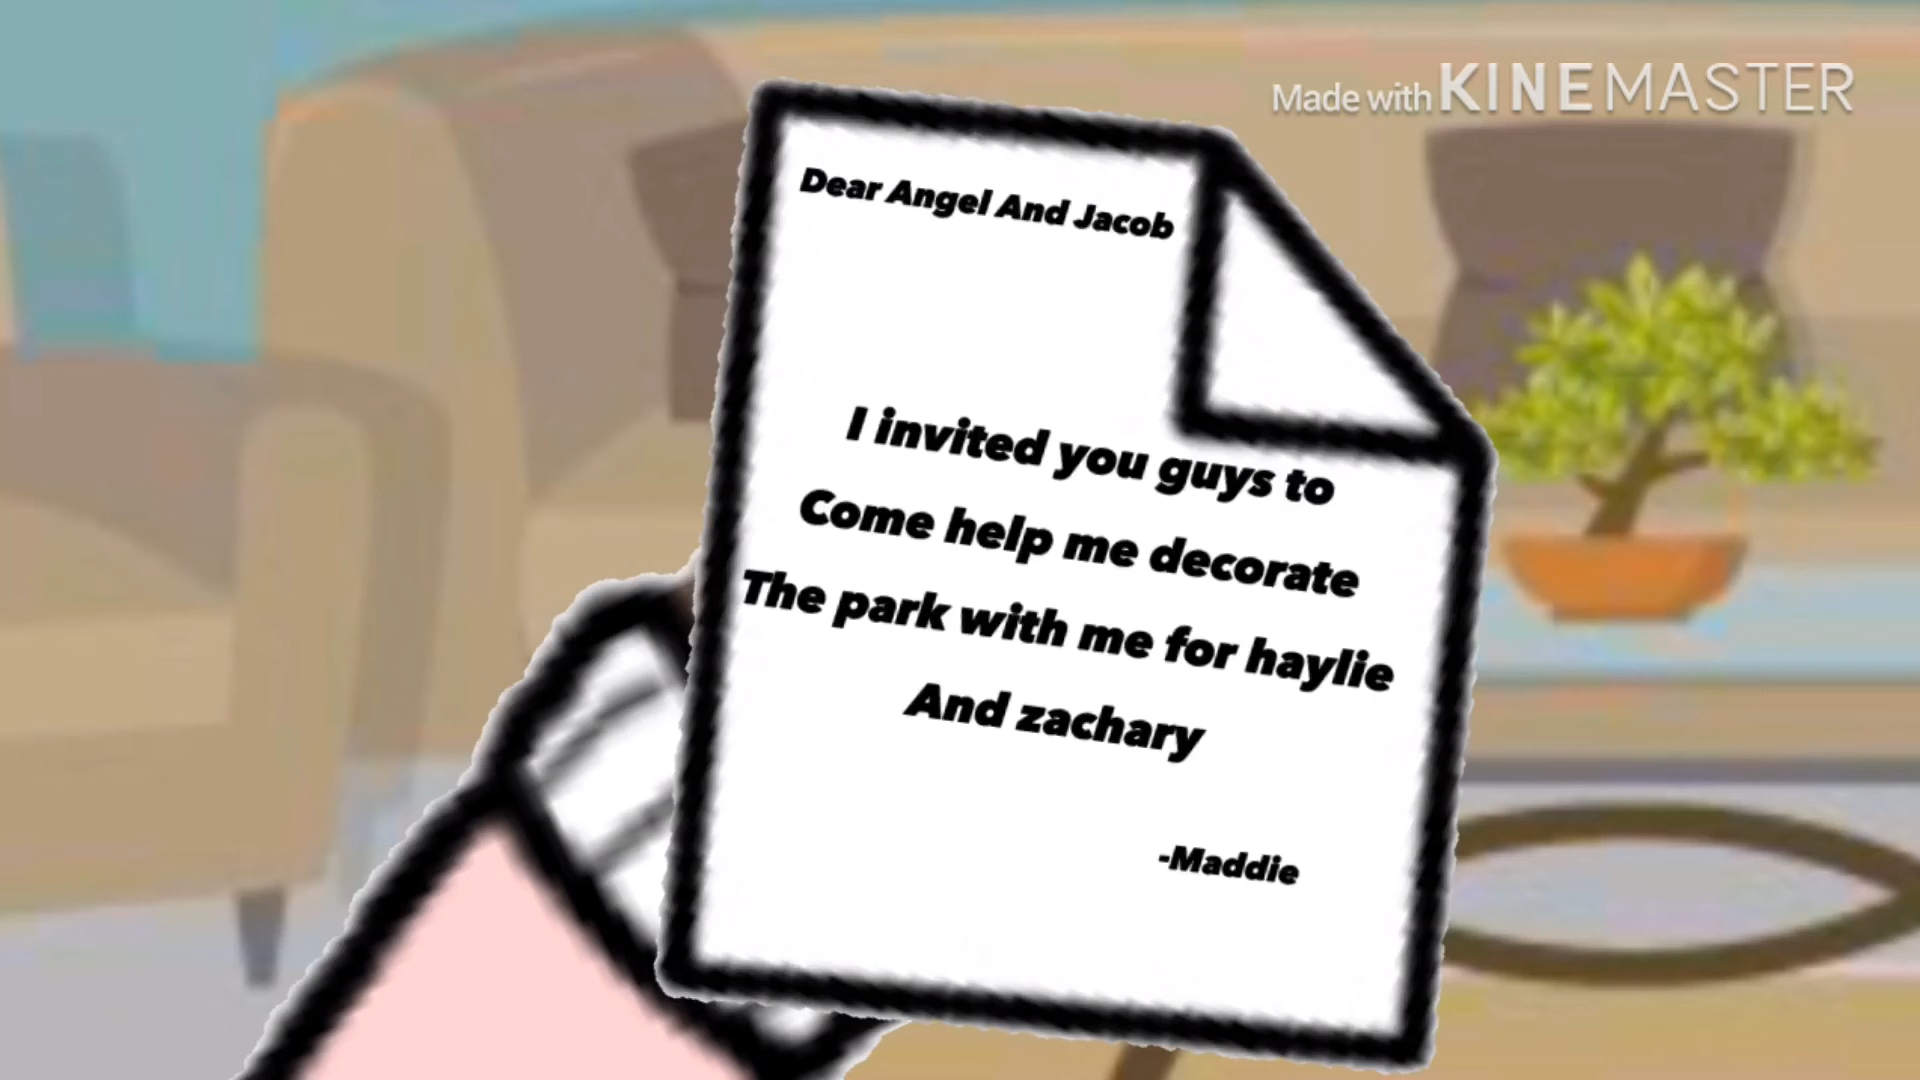 Made with KINEMASTER
Dear Angel And Jacob
I invited you guys to
Come help me decorate
The park with me for haylie
And zachary
-Maddie